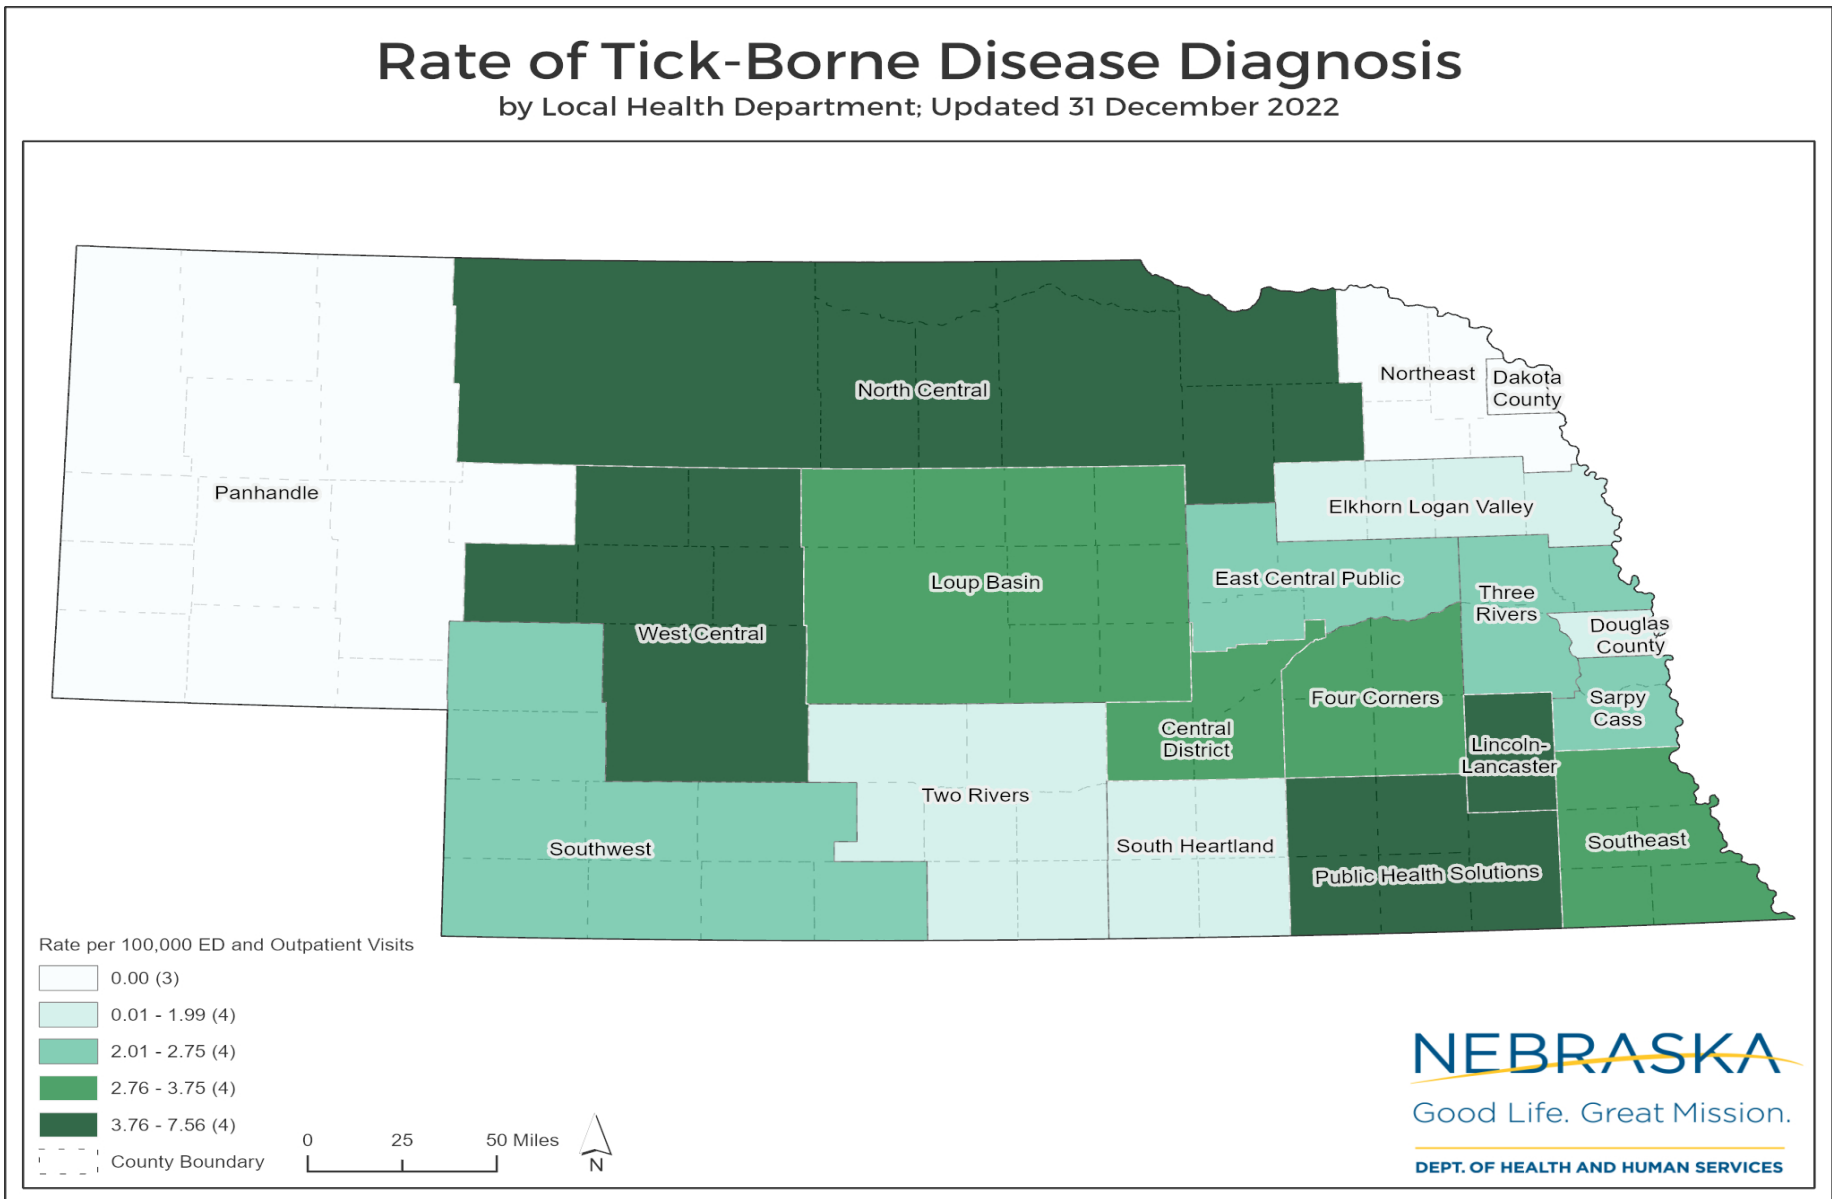 Rate of Tick-Borne Disease Diagnosis
by Local Health Department; Updated 31 December 2022
North Central
Northeast
Dakota
County
Panhandle
Elkhorn Logan Valley
Loup Basin
East Central Public
Three
Rivers
West Central
Douglas
County
Four Corners
Sarpy
Cass
Central
District
Lincoln-
Lancaster
Two Rivers
Southwest
South Heartland
Southeast
Public Health Solutions
Rate per 100,000 ED and Outpatient Visits
0.00 (3)
0.01 - 1.99 (4)
2.01 - 2.75 (4)
2.76 - 3.75 (4)
3.76 - 7.56 (4)
County Boundary
0 25 50 Miles
N
NEBRASKA
Good Life. Great Mission.
DEPT. OF HEALTH AND HUMAN SERVICES